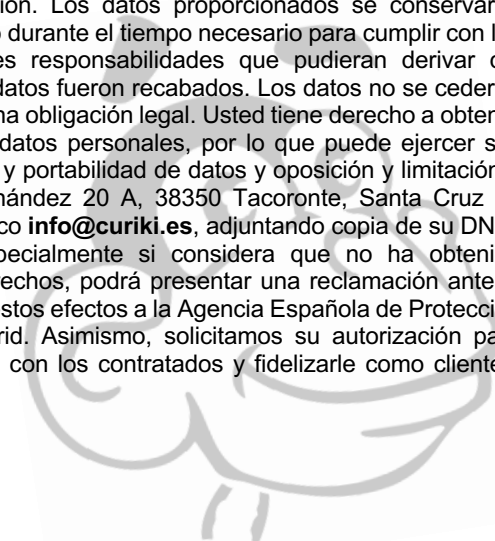 ión. Los datos proporcionados se conservar
o durante el tiempo necesario para cumplir con l
es responsabilidades que pudieran derivar d
datos fueron recabados. Los datos no se ceder
na obligación legal. Usted tiene derecho a obten
datos personales, por lo que puede ejercer s
y portabilidad de datos y oposición y limitación
nández 20 A, 38350 Tacoronte, Santa Cruz
co info@curiki.es, adjuntando copia de su DN
pecialmente si considera que no ha obteni
rechos, podrá presentar una reclamación ante
stos efectos a la Agencia Española de Protecci
rid. Asimismo, solicitamos su autorización pa
con los contratados y fidelizarle como cliente